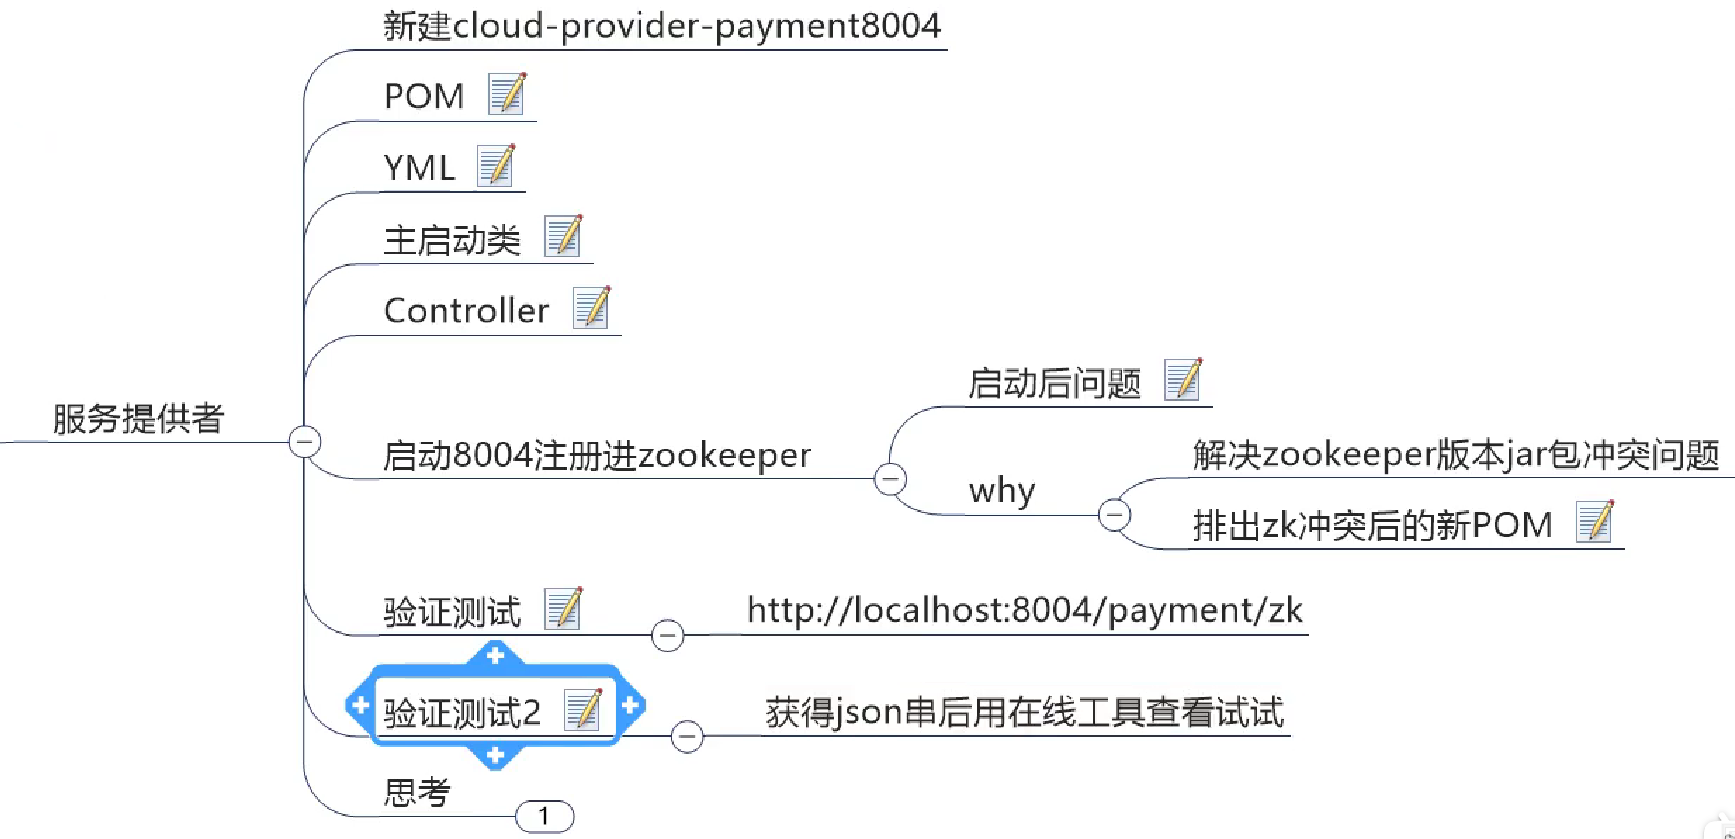 新建cloud-provider-payment8004
POM
YML
主启动类
Controller
服务提供者
启动8004注册进zookeeper
启动后问题
why
解决zookeeper版本jar包冲突问题
排出zk冲突后的新POM
验证测试
http://localhost:8004/payment/zk
验证测试2
获得json串后用在线工具查看试试
思考
1